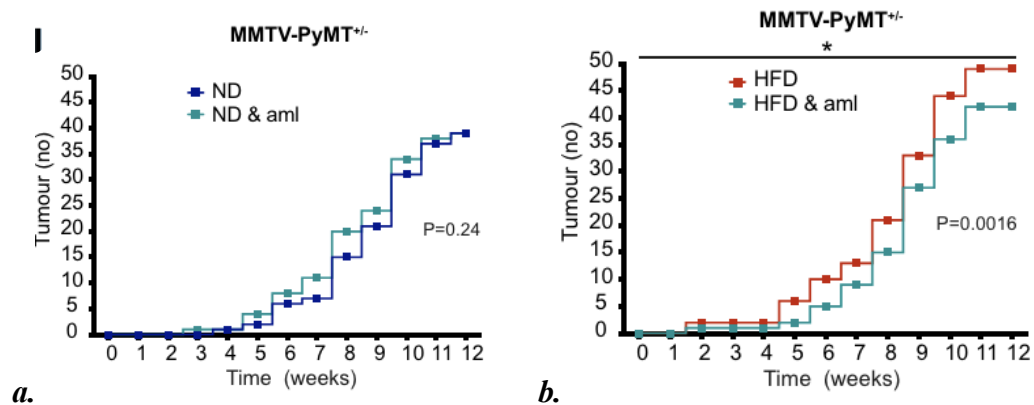 MMTV-PyMT+/-
50
45
40
35
30
25
20
15
10
5
0
Tumour (no)
ND
ND & aml
P=0.24
0 1 2 3 4 5 6 7 8 9 10 11 12
Time (weeks)
a.
MMTV-PyMT+/-
*
50
45
40
35
30
25
20
15
10
5
0
Tumour (no)
HFD
HFD & aml
P=0.0016
0 1 2 3 4 5 6 7 8 9 10 11 12
Time (weeks)
b.